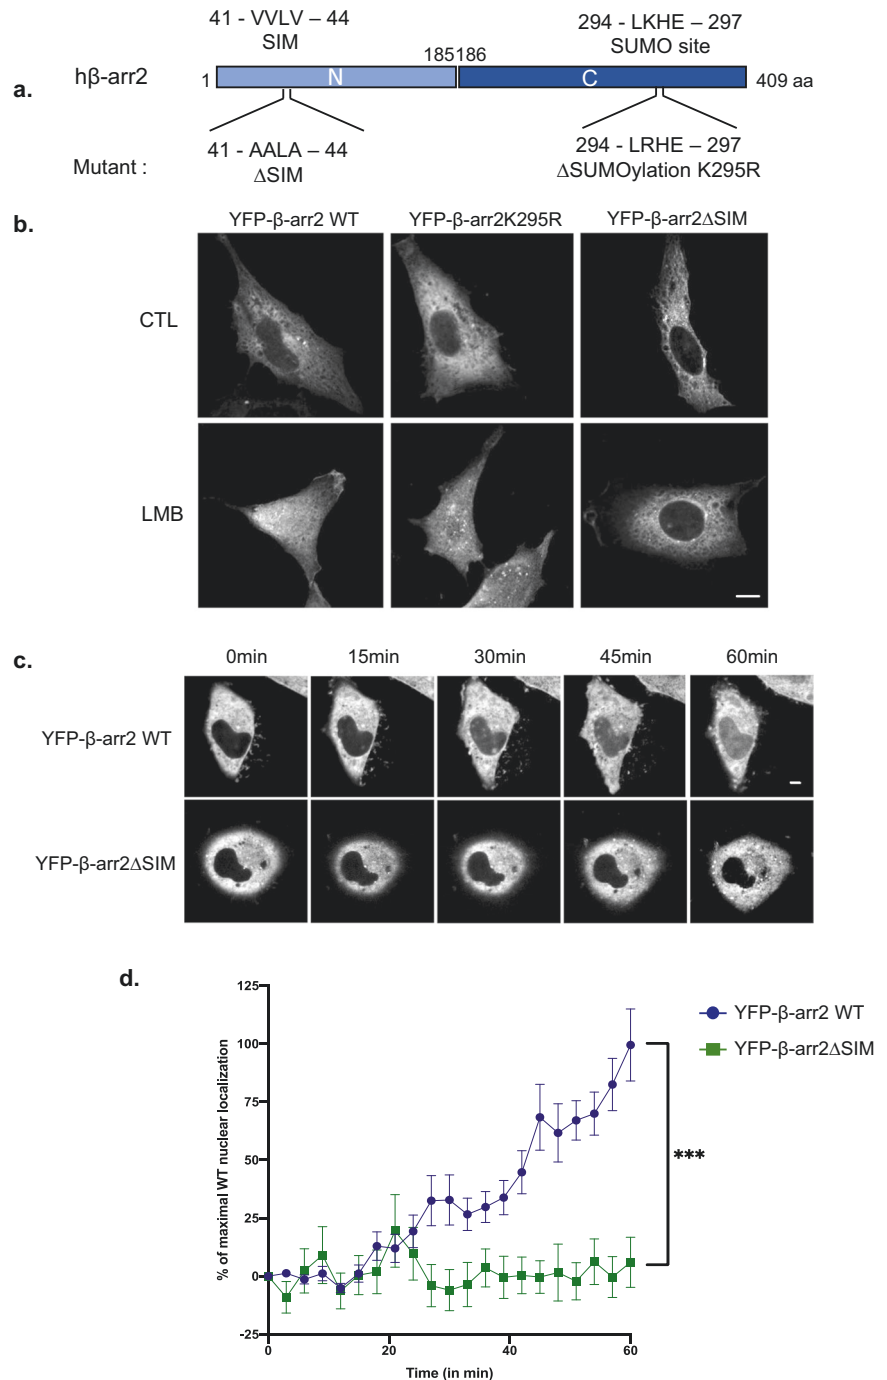 41 - VVLV – 44
SIM
294 - LKHE – 297
SUMO site
185 186
a.
hβ-arr2
1
N
C
409 aa
Mutant :
41 - AALA – 44
ΔSIM
294 - LRHE – 297
ΔSUMOylation K295R
b.
YFP-β-arr2 WT
YFP-β-arr2K295R
YFP-β-arr2ΔSIM
CTL
LMB
c.
0min
15min
30min
45min
60min
YFP-β-arr2 WT
YFP-β-arr2ΔSIM
d.
% of maximal WT nuclear localization
125
100
75
50
25
0
-25
0
20
40
60
Time (in min)
YFP-β-arr2 WT
YFP-β-arr2ΔSIM
***